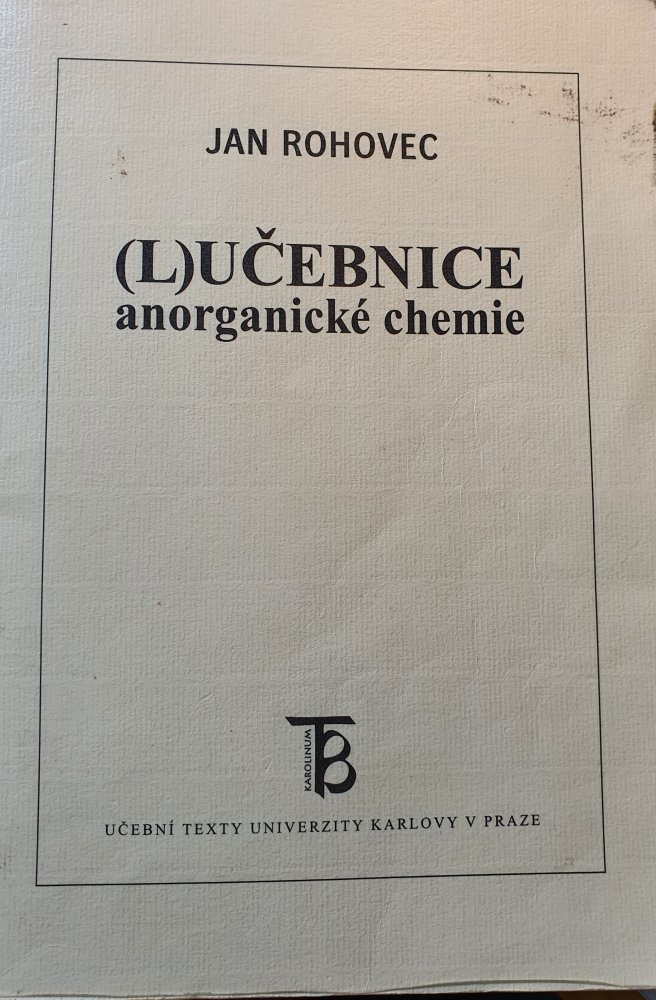 JAN ROHOVEC
(L)UČEBNICE
anorganické chemie
KAROLINUM
UČEBNÍ TEXTY UNIVERZITY KARLOVY V PRAZE